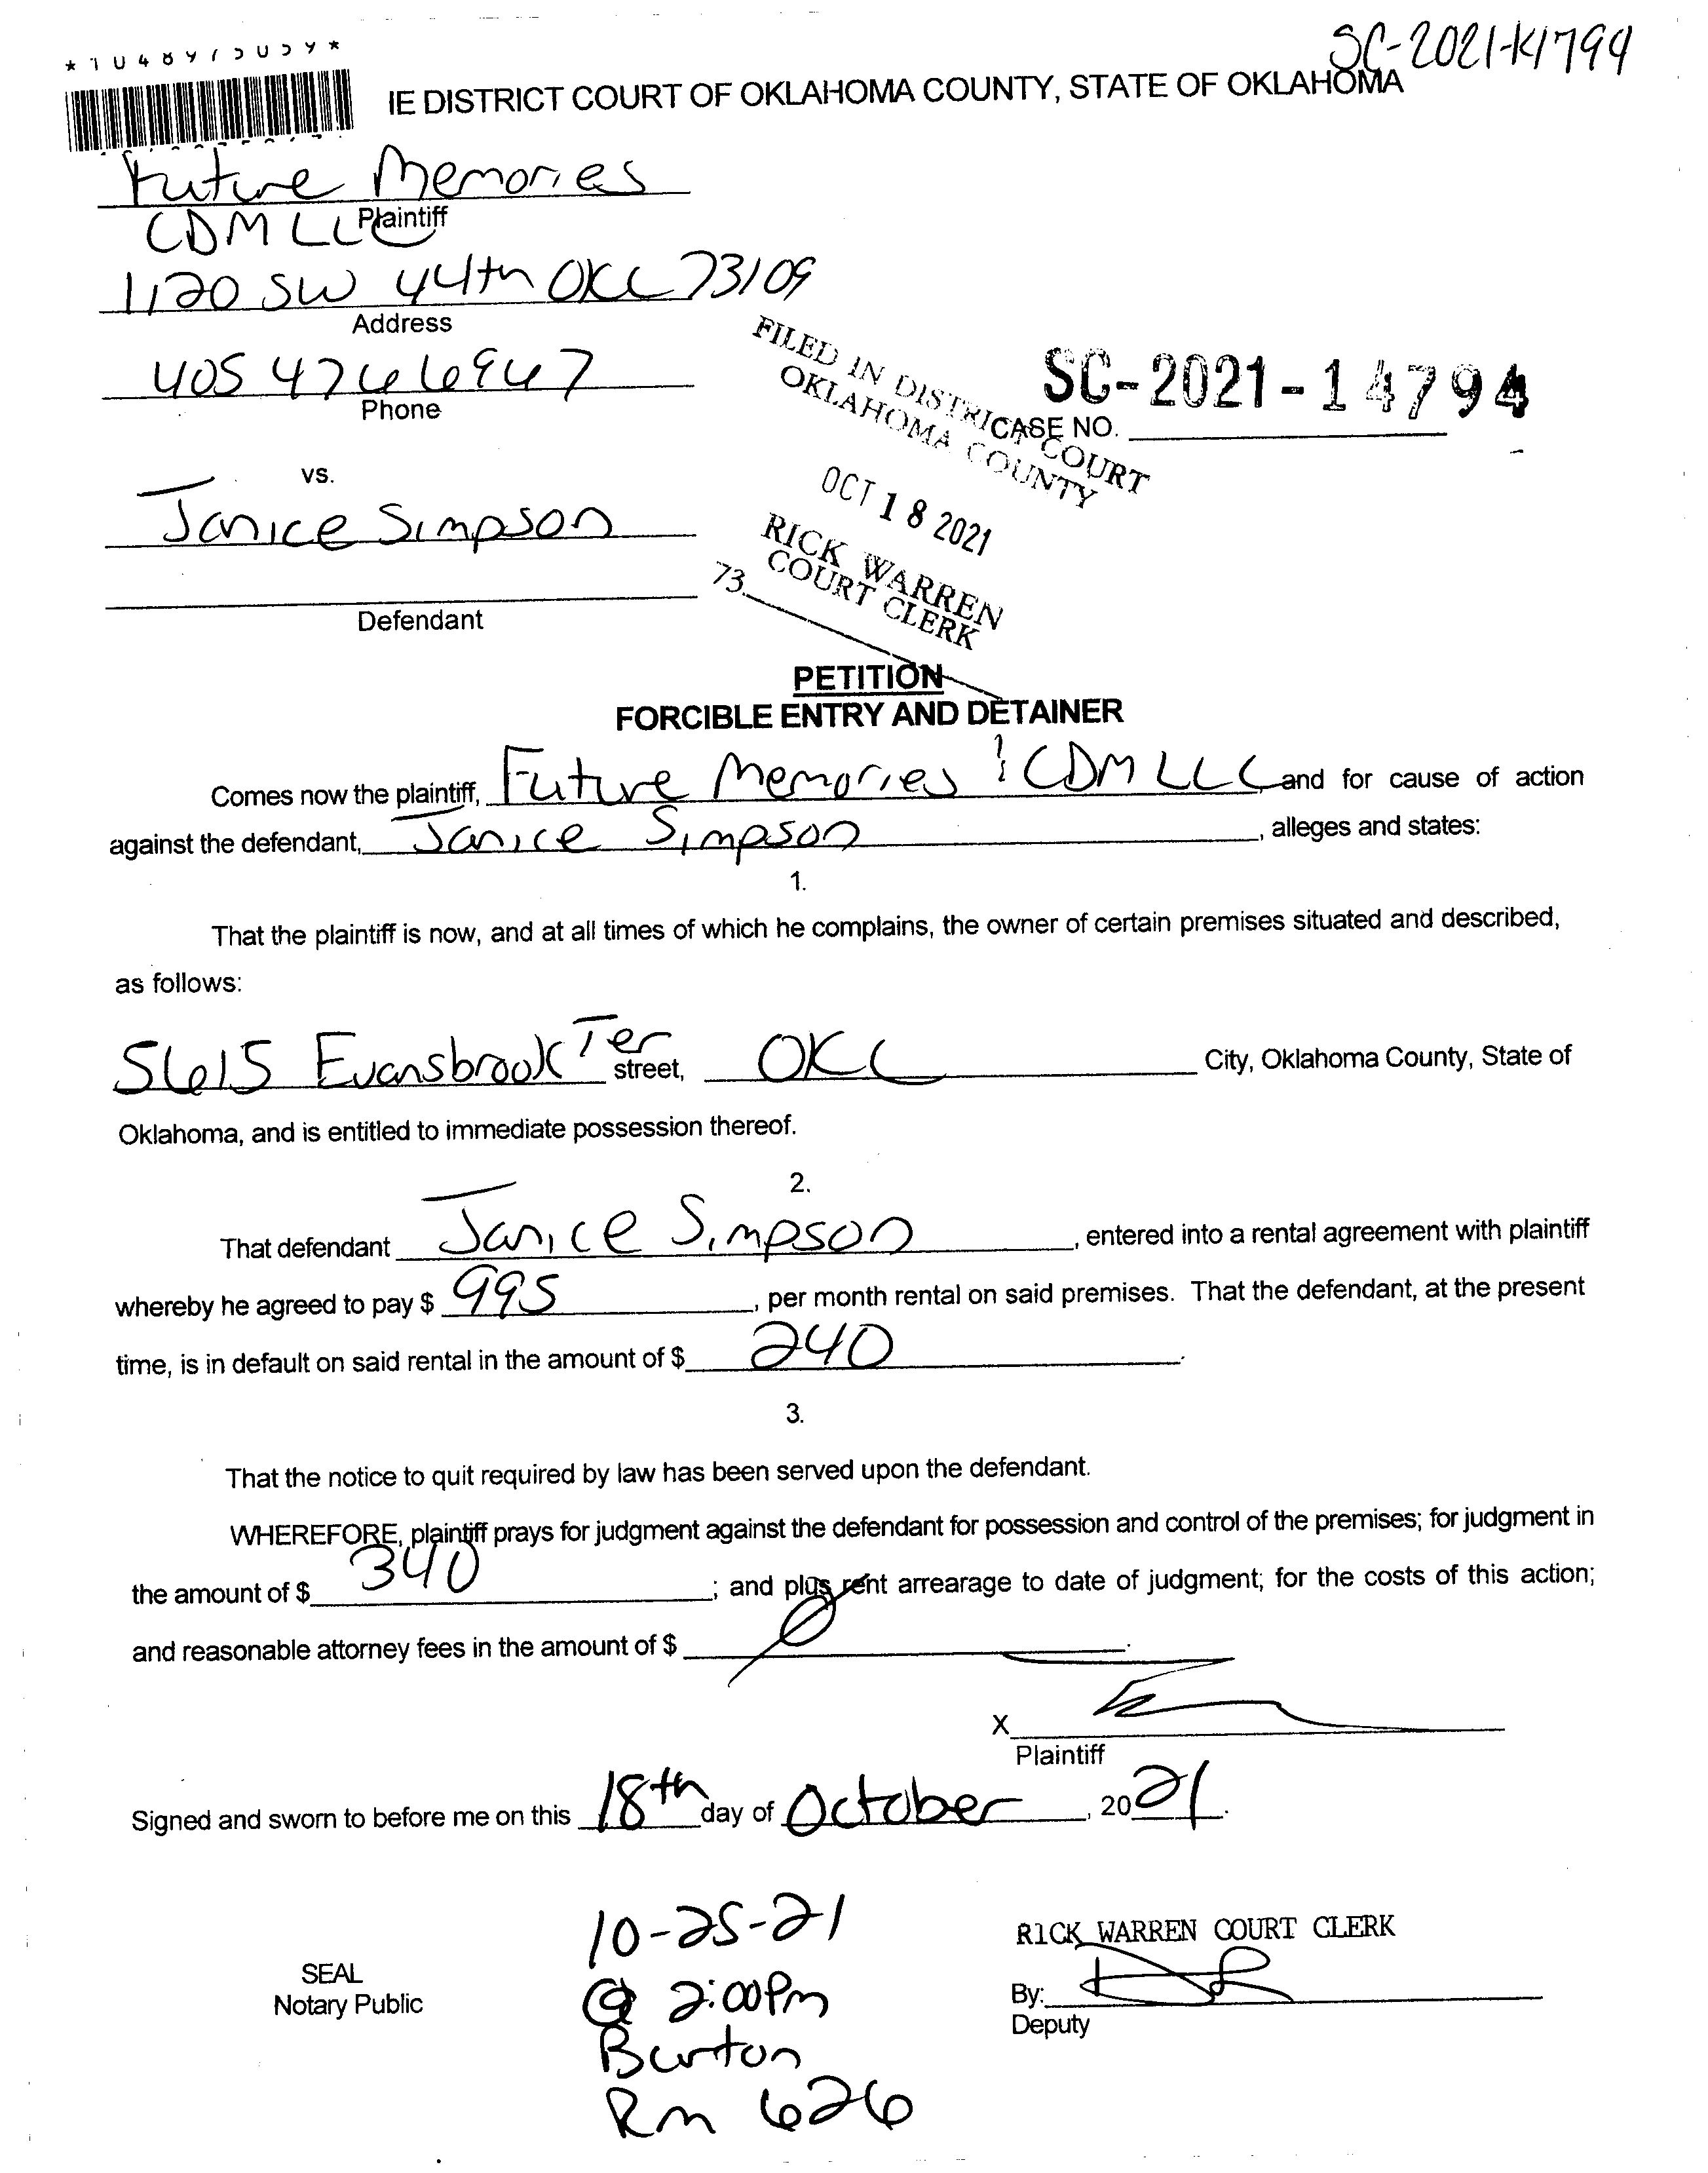 SC-2021-14794
IE DISTRICT COURT OF OKLAHOMA COUNTY, STATE OF OKLAHOMA
Future Memories
Plaintiff
CDM LLC
1120 SW 44th OKC 73109
Address
405 474 6947
Phone
FILED IN DISTRICT COURT
OKLAHOMA COUNTY
SC-2021-14794
CASE NO.
OCT 18 2021
RICK WARREN
COURT CLERK
73
vs.
Janice Simpson
Defendant
PETITION
FORCIBLE ENTRY AND DETAINER
Comes now the plaintiff, Future Memories & CDM LLC, and for cause of action
against the defendant, Janice Simpson, alleges and states:
1.
That the plaintiff is now, and at all times of which he complains, the owner of certain premises situated and described,
as follows:
5615 Evansbrook Ter street, OKC City, Oklahoma County, State of
Oklahoma, and is entitled to immediate possession thereof.
2.
That defendant Janice Simpson, entered into a rental agreement with plaintiff
whereby he agreed to pay $ 995, per month rental on said premises. That the defendant, at the present
time, is in default on said rental in the amount of $ 240.
3.
That the notice to quit required by law has been served upon the defendant.
WHEREFORE, plaintiff prays for judgment against the defendant for possession and control of the premises; for judgment in
the amount of $ 340; and plus rent arrearage to date of judgment; for the costs of this action;
and reasonable attorney fees in the amount of $ 0.
X
Plaintiff
Signed and sworn to before me on this 18th day of October, 2021.
10-25-21
@ 2:00Pm
Burton
Rm 626
SEAL
Notary Public
RICK WARREN COURT CLERK
By:
Deputy